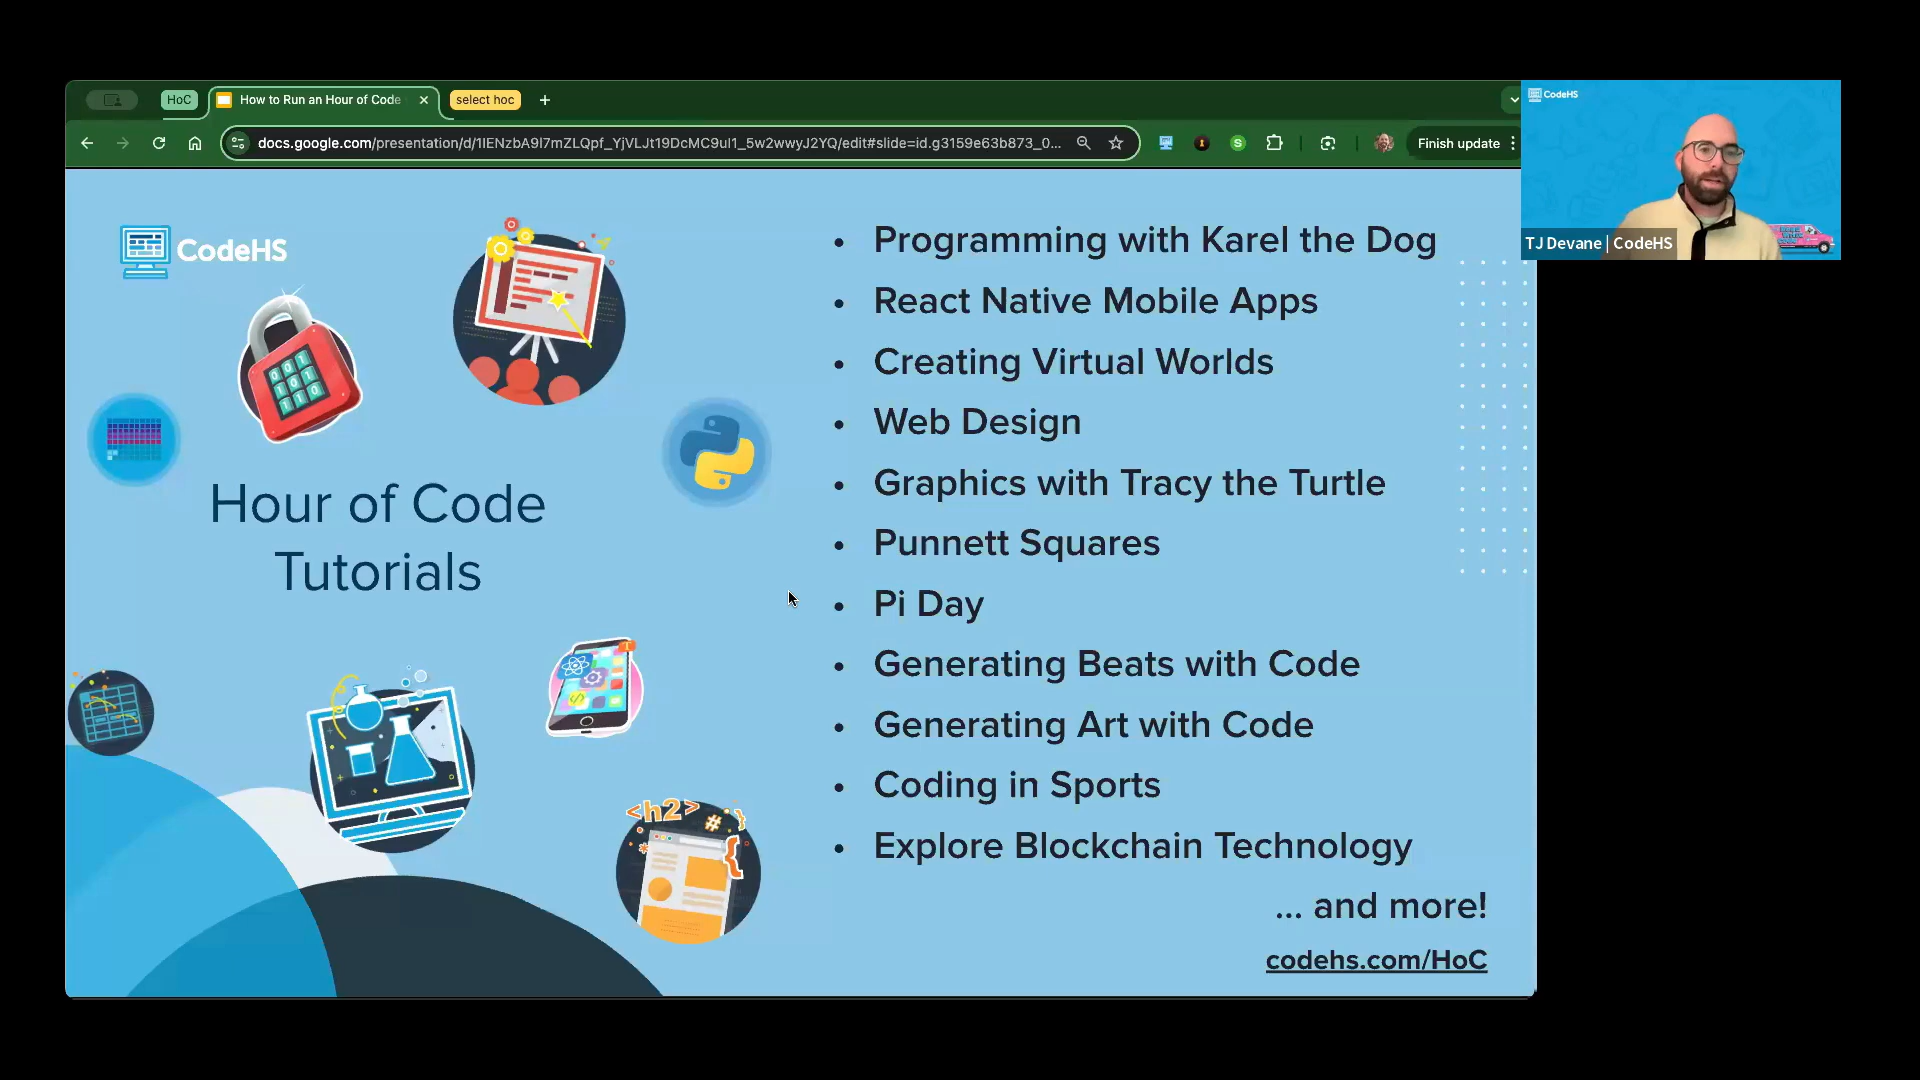 HoC
How to Run an Hour of Code
select hoc
docs.google.com/presentation/d/1IENzbA9l7mZLQpf_YjVLJt19DcMC9uI1_5w2wwyJ2YQ/edit#slide=id.g3159e63b873_0...
Finish update
CodeHS
TJ Devane | CodeHS
CodeHS
Hour of Code
Tutorials
<h2>
#
{
• Programming with Karel the Dog
• React Native Mobile Apps
• Creating Virtual Worlds
• Web Design
• Graphics with Tracy the Turtle
• Punnett Squares
• Pi Day
• Generating Beats with Code
• Generating Art with Code
• Coding in Sports
• Explore Blockchain Technology
... and more!
codehs.com/HoC